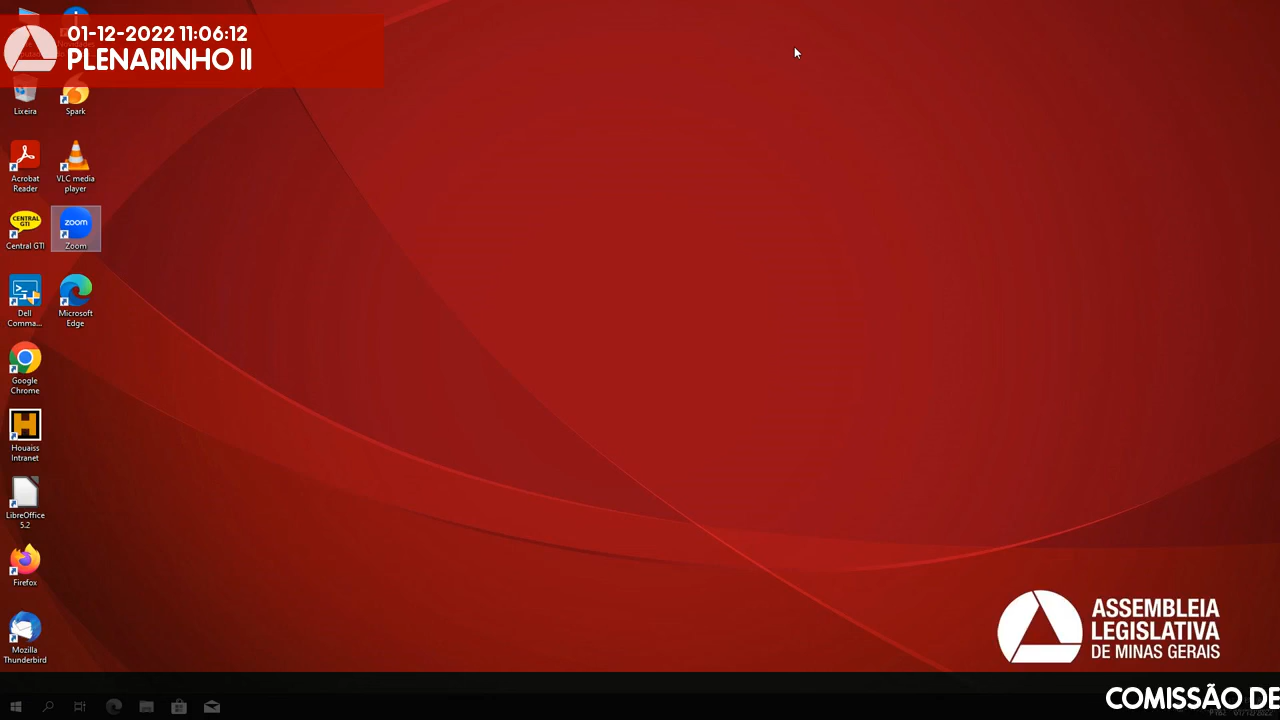 01-12-2022 11:06:12
PLENARINHO II
Lixeira
Spark
Acrobat
Reader
VLC media
player
CENTRAL
GTI
Central GTI
zoom
Zoom
Dell
Comma...
Microsoft
Edge
Google
Chrome
H
Houaiss
Intranet
LibreOffice
5.2
Firefox
Mozilla
Thunderbird
ASSEMBLEIA
LEGISLATIVA
DE MINAS GERAIS
COMISSÃO DE